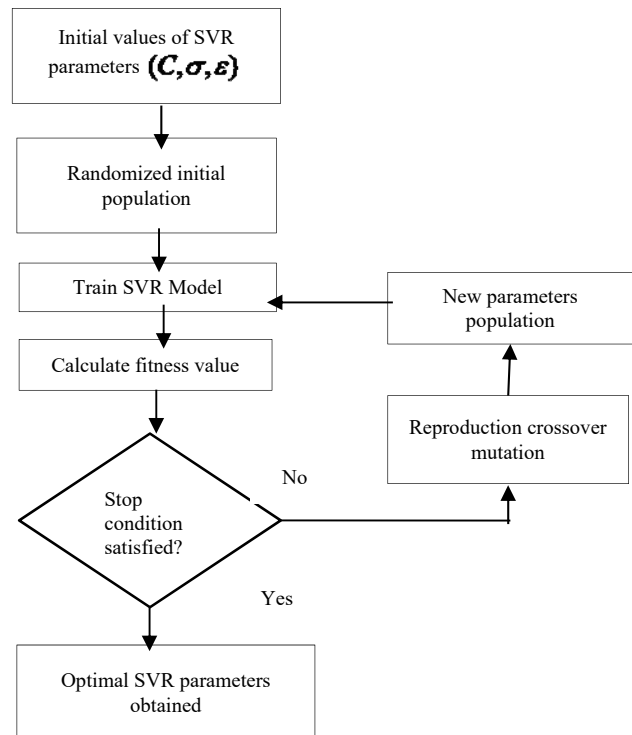 Initial values of SVR
parameters (C,σ,ε}
Randomized initial
population
Train SVR Model
New parameters
population
Calculate fitness value
Reproduction crossover
mutation
No
Stop
condition
satisfied?
Yes
Optimal SVR parameters
obtained